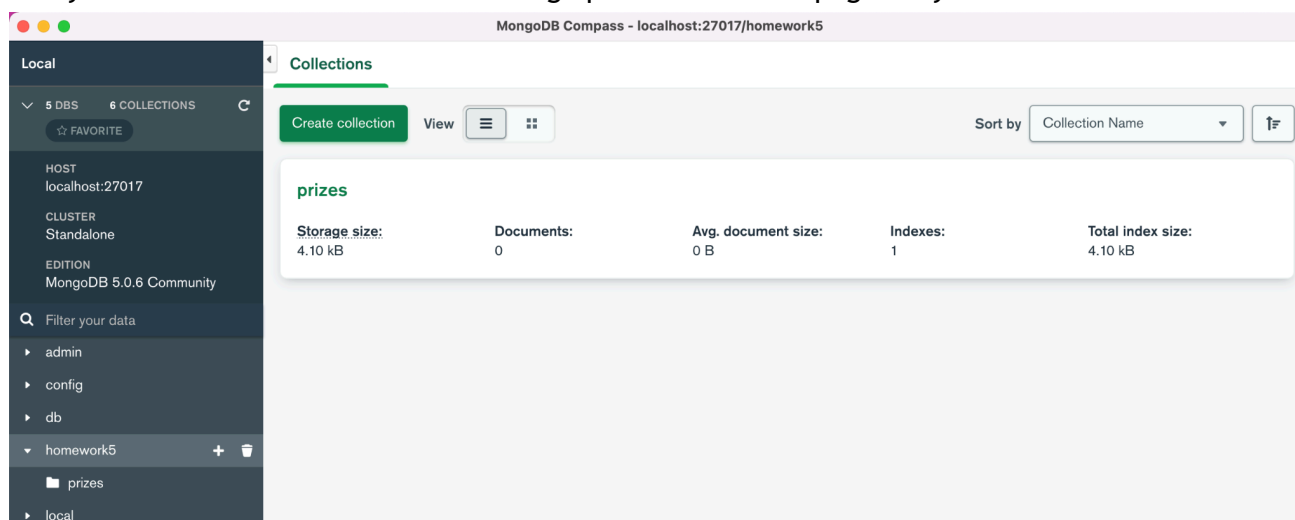 MongoDB Compass - localhost:27017/homework5
Local
5 DBS 6 COLLECTIONS
FAVORITE
HOST
localhost:27017
CLUSTER
Standalone
EDITION
MongoDB 5.0.6 Community
Filter your data
admin
config
db
homework5
prizes
local
Collections
Create collection View Sort by Collection Name
prizes
Storage size: Documents: Avg. document size: Indexes: Total index size:
4.10 kB 0 0 B 1 4.10 kB